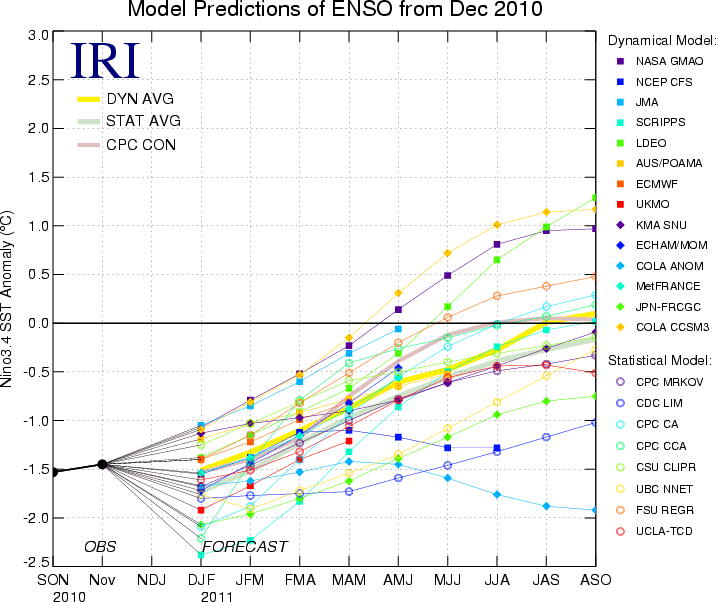 Model Predictions of ENSO from Dec 2010
IRI
DYN AVG
STAT AVG
CPC CON
Nino3.4 SST Anomaly (ºC)
3.0
2.5
2.0
1.5
1.0
0.5
0.0
-0.5
-1.0
-1.5
-2.0
-2.5
OBS
FORECAST
SON
Nov
NDJ
DJF
JFM
FMA
MAM
AMJ
MJJ
JJA
JAS
ASO
2010
2011
Dynamical Model:
NASA GMAO
NCEP CFS
JMA
SCRIPPS
LDEO
AUS/POAMA
ECMWF
UKMO
KMA SNU
ECHAM/MOM
COLA ANOM
MetFRANCE
JPN-FRCGC
COLA CCSM3
Statistical Model:
CPC MRKOV
CDC LIM
CPC CA
CPC CCA
CSU CLIPR
UBC NNET
FSU REGR
UCLA-TCD